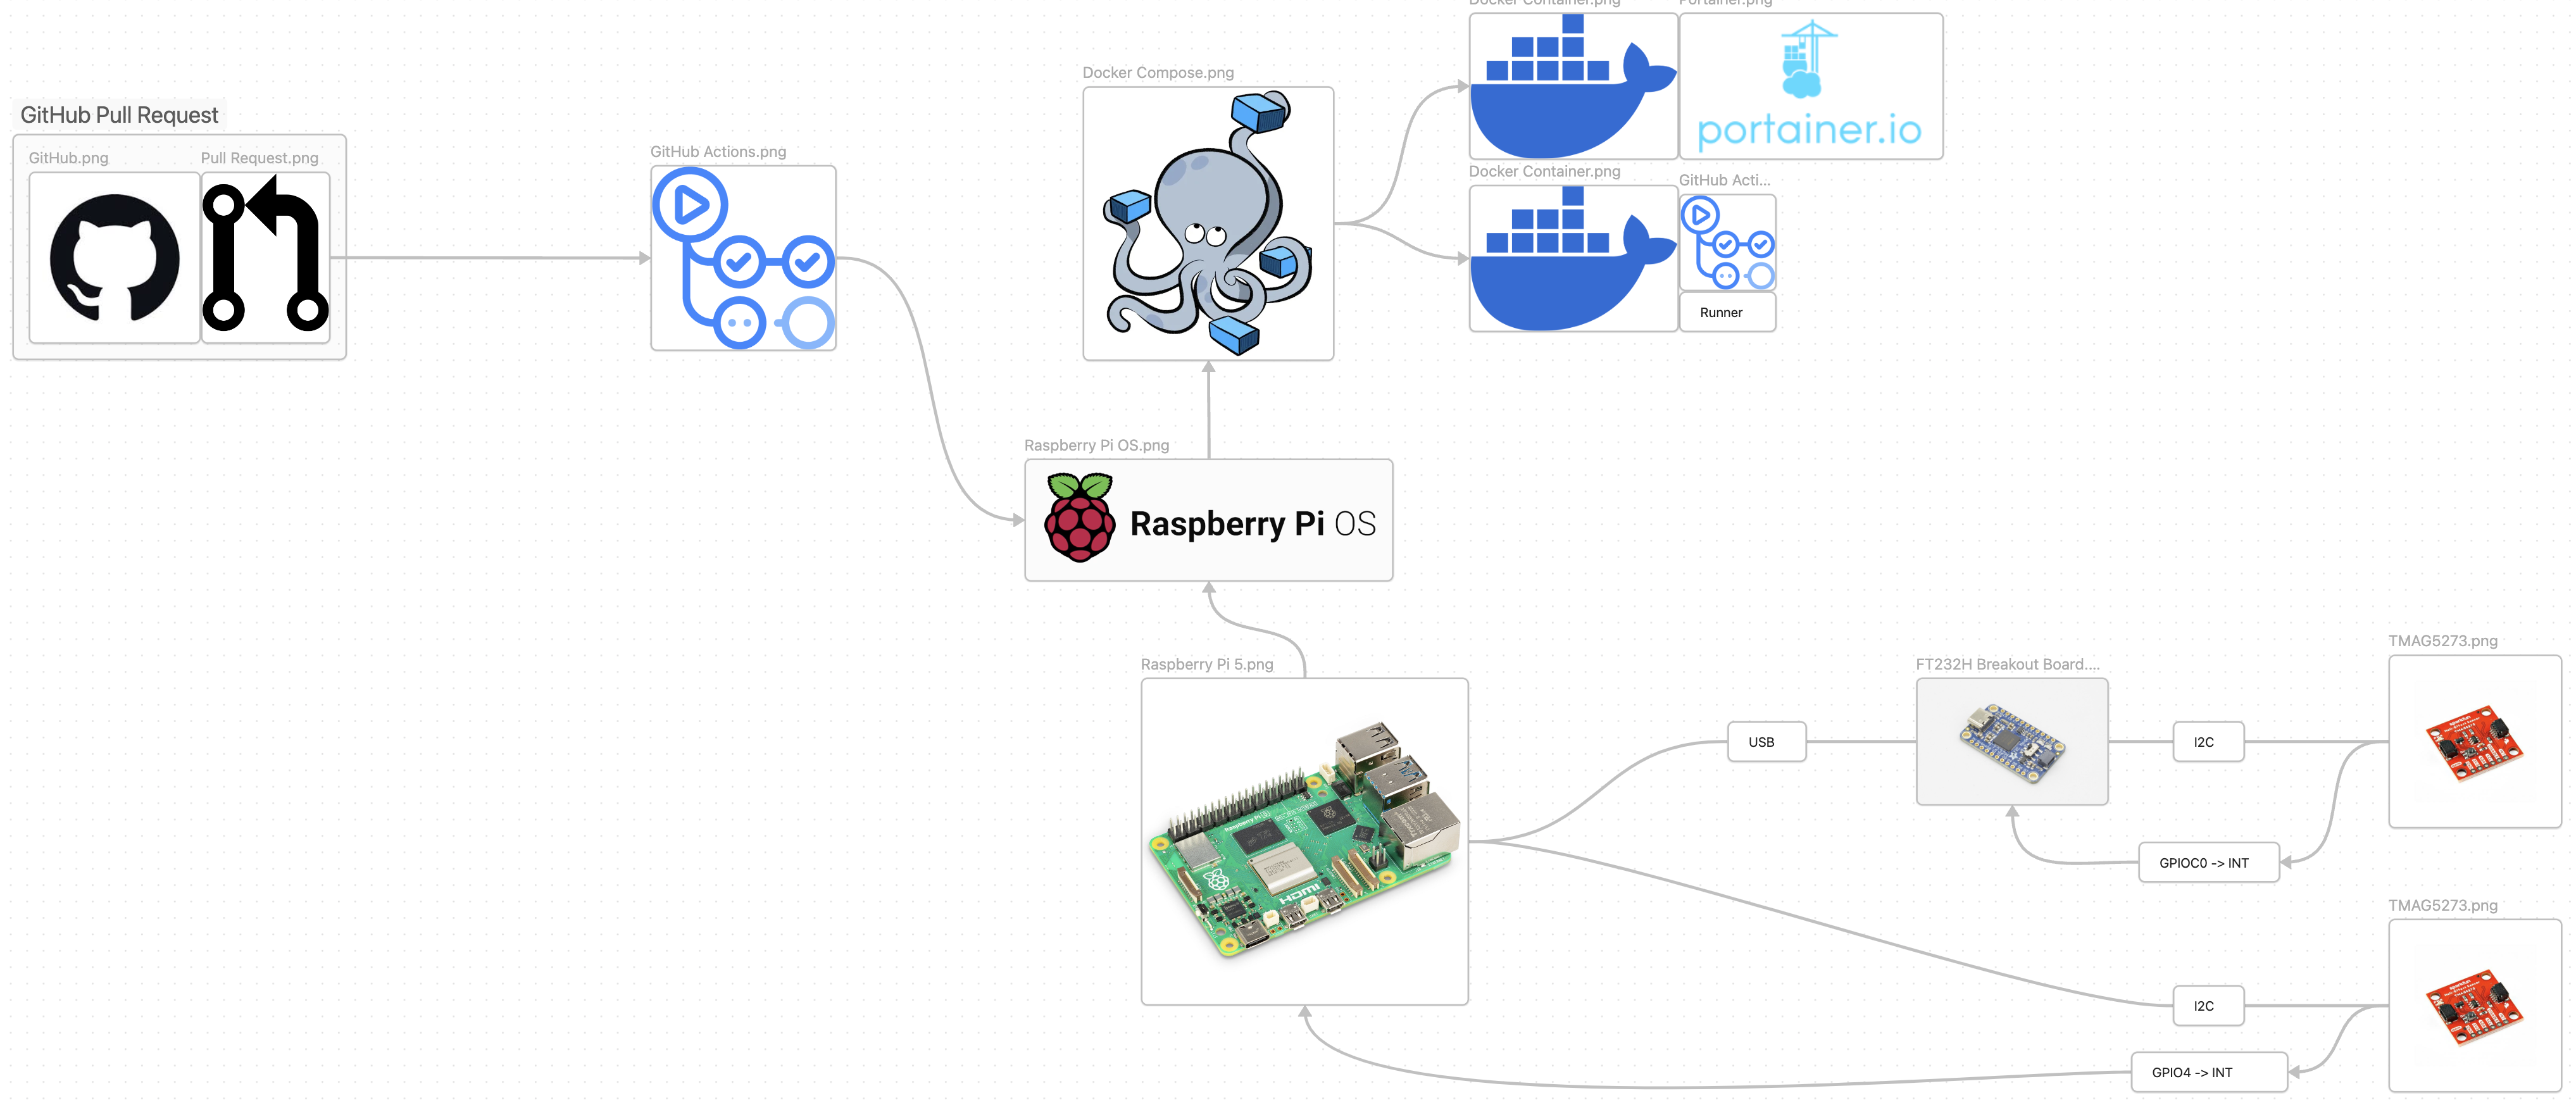 Docker Container.png
Portainer.png
portainer.io
Docker Compose.png
GitHub Pull Request
GitHub.png
Pull Request.png
GitHub Actions.png
Docker Container.png
GitHub Acti...
Runner
Raspberry Pi OS.png
Raspberry Pi OS
Raspberry Pi 5.png
HDMI
FT232H Breakout Board....
TMAG5273.png
USB
I2C
GPIOC0 -> INT
TMAG5273.png
I2C
GPIO4 -> INT